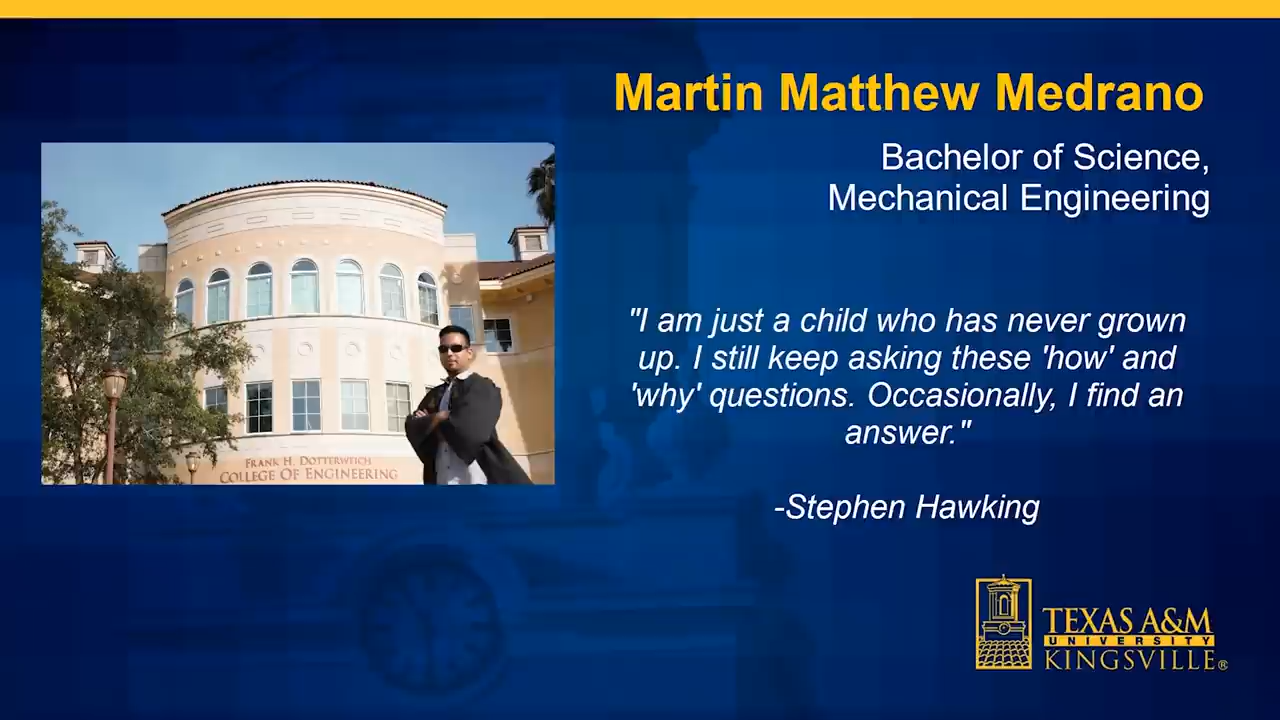 Martin Matthew Medrano
Bachelor of Science,
Mechanical Engineering
"I am just a child who has never grown
up. I still keep asking these 'how' and
'why' questions. Occasionally, I find an
answer."
-Stephen Hawking
FRANK H. DOTTERWEICH
COLLEGE OF ENGINEERING
TEXAS A&M
UNIVERSITY
KINGSVILLE®